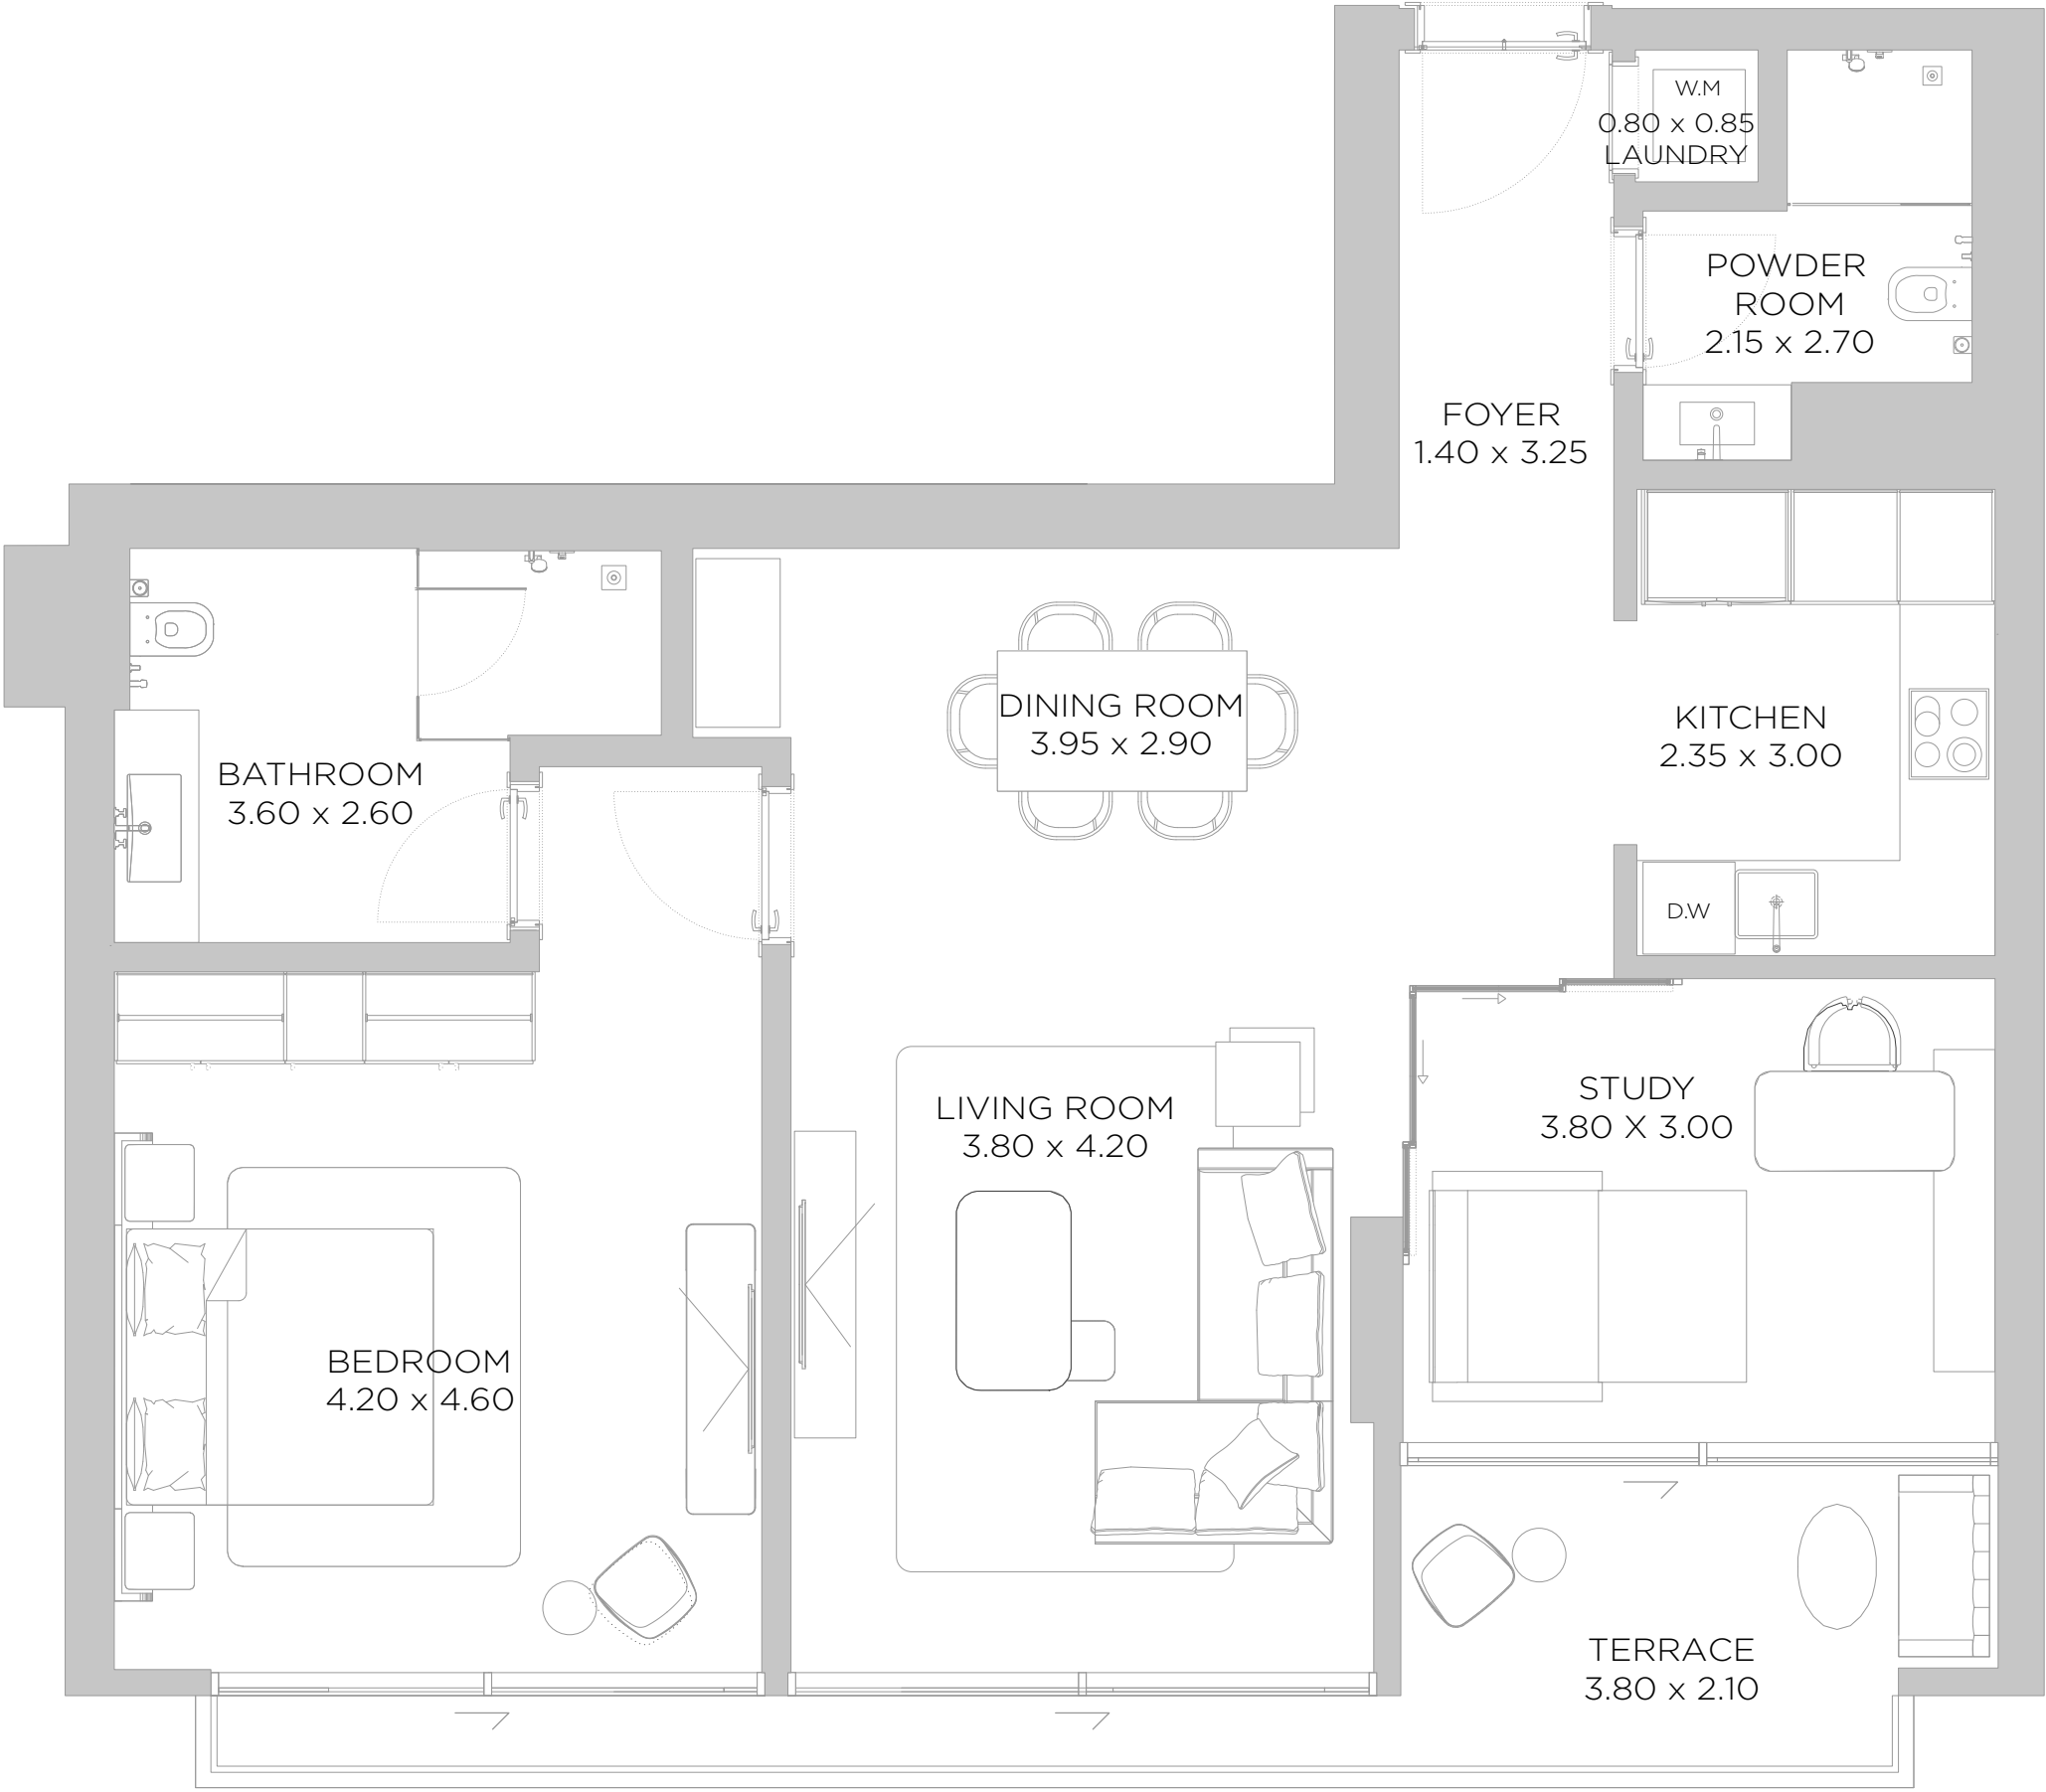 W.M
0.80 x 0.85
LAUNDRY
POWDER
ROOM
2.15 x 2.70
FOYER
1.40 x 3.25
DINING ROOM
3.95 x 2.90
KITCHEN
2.35 x 3.00
BATHROOM
3.60 x 2.60
D.W
STUDY
3.80 X 3.00
LIVING ROOM
3.80 x 4.20
BEDROOM
4.20 x 4.60
TERRACE
3.80 x 2.10